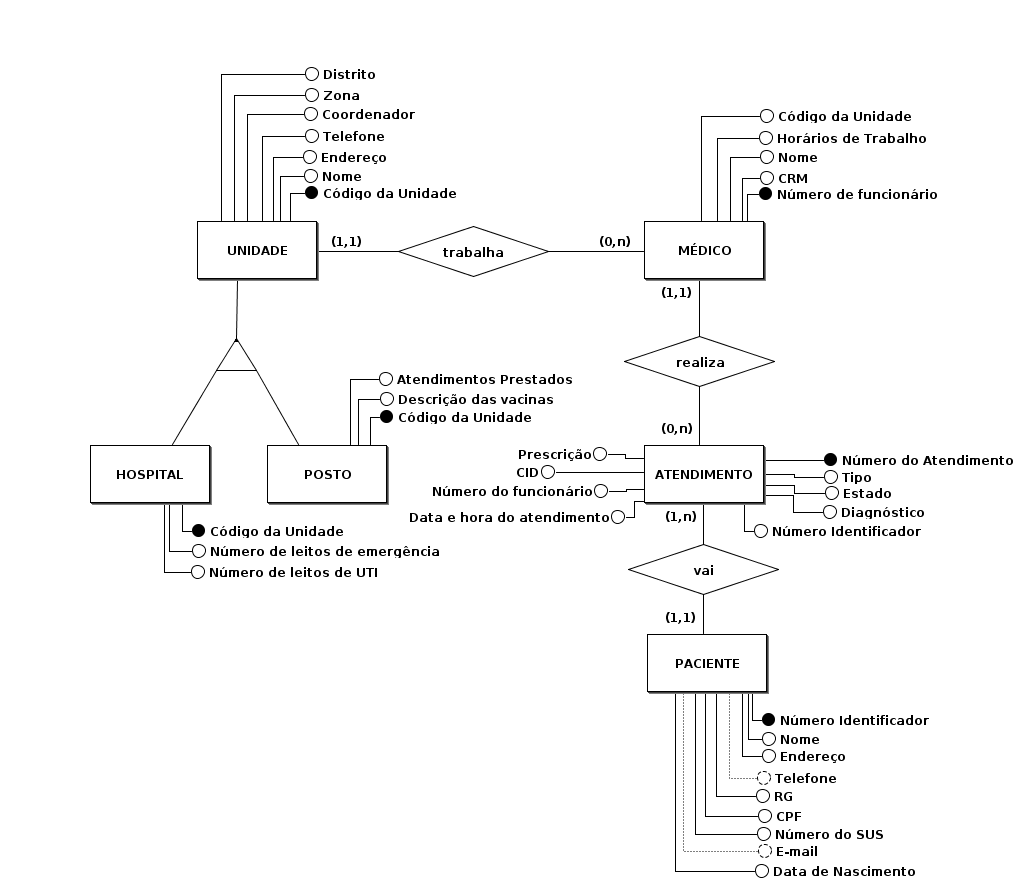 Distrito
Zona
Coordenador
Telefone
Endereço
Nome
Código da Unidade
Código da Unidade
Horários de Trabalho
Nome
CRM
Número de funcionário
UNIDADE
(1,1)
trabalha
(0,n)
MÉDICO
(1,1)
realiza
(0,n)
Atendimentos Prestados
Descrição das vacinas
Código da Unidade
HOSPITAL
POSTO
Código da Unidade
Número de leitos de emergência
Número de leitos de UTI
Prescrição
CID
Número do funcionário
Data e hora do atendimento
ATENDIMENTO
Número do Atendimento
Tipo
Estado
Diagnóstico
Número Identificador
(1,n)
vai
(1,1)
PACIENTE
Número Identificador
Nome
Endereço
Telefone
RG
CPF
Número do SUS
E-mail
Data de Nascimento